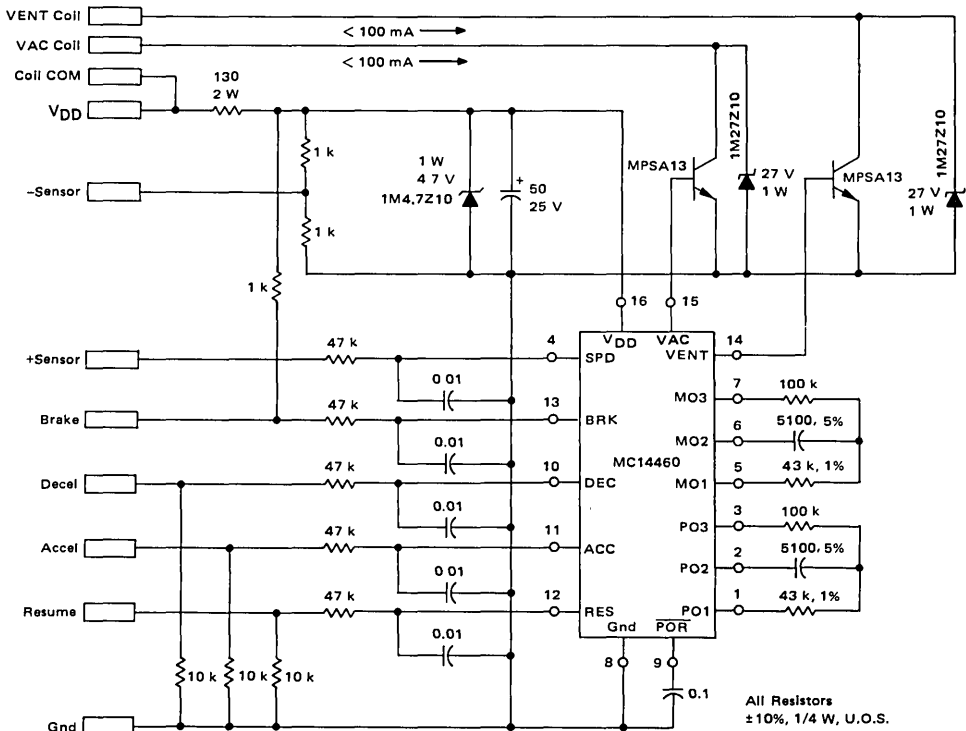 VENT Coil
< 100 mA
VAC Coil
< 100 mA
Coil COM
130
2 W
VDD
1 k
1 W
4 7 V
1M4.7Z10
+
50
25 V
MPSA13
1M27Z10
27 V
1 W
MPSA13
1M27Z10
27 V
1 W
-Sensor
1 k
1 k
16
15
VDD
VAC
VENT
14
+Sensor
47 k
4
SPD
0 01
MO3
7
100 k
Brake
47 k
13
BRK
0.01
MO2
6
5100, 5%
MC14460
Decel
47 k
10
DEC
0.01
MO1
5
43 k, 1%
Accel
47 k
11
ACC
0 01
PO3
3
100 k
PO2
2
5100, 5%
Resume
47 k
12
RES
0.01
PO1
1
43 k, 1%
Gnd
POR
8
9
10 k
10 k
10 k
0.1
Gnd
All Resistors
±10%, 1/4 W, U.O.S.